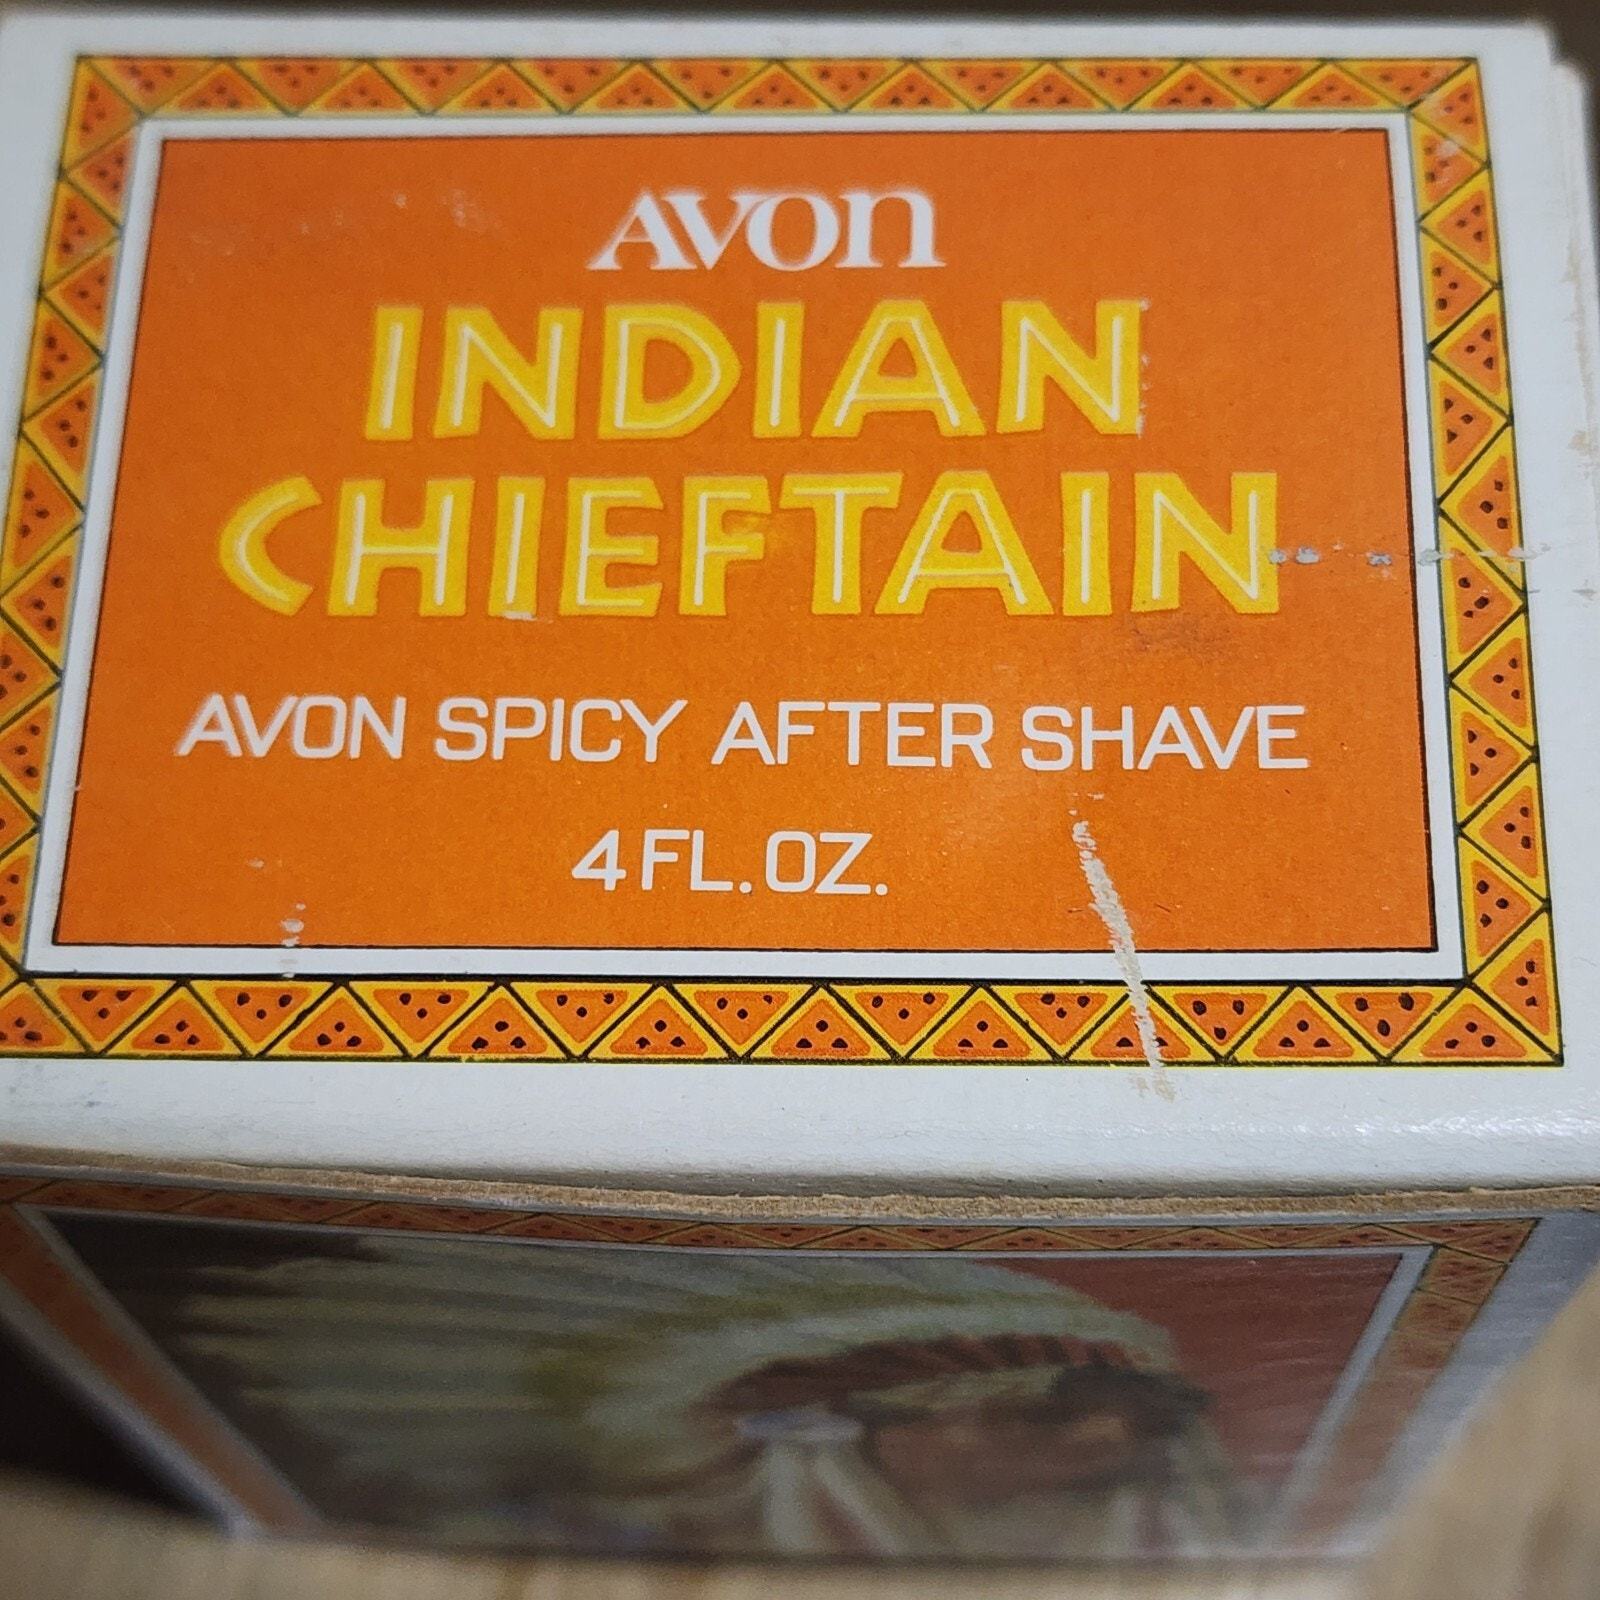 AVON
INDIAN
CHIEFTAIN
AVON SPICY AFTER SHAVE
4 FL. OZ.